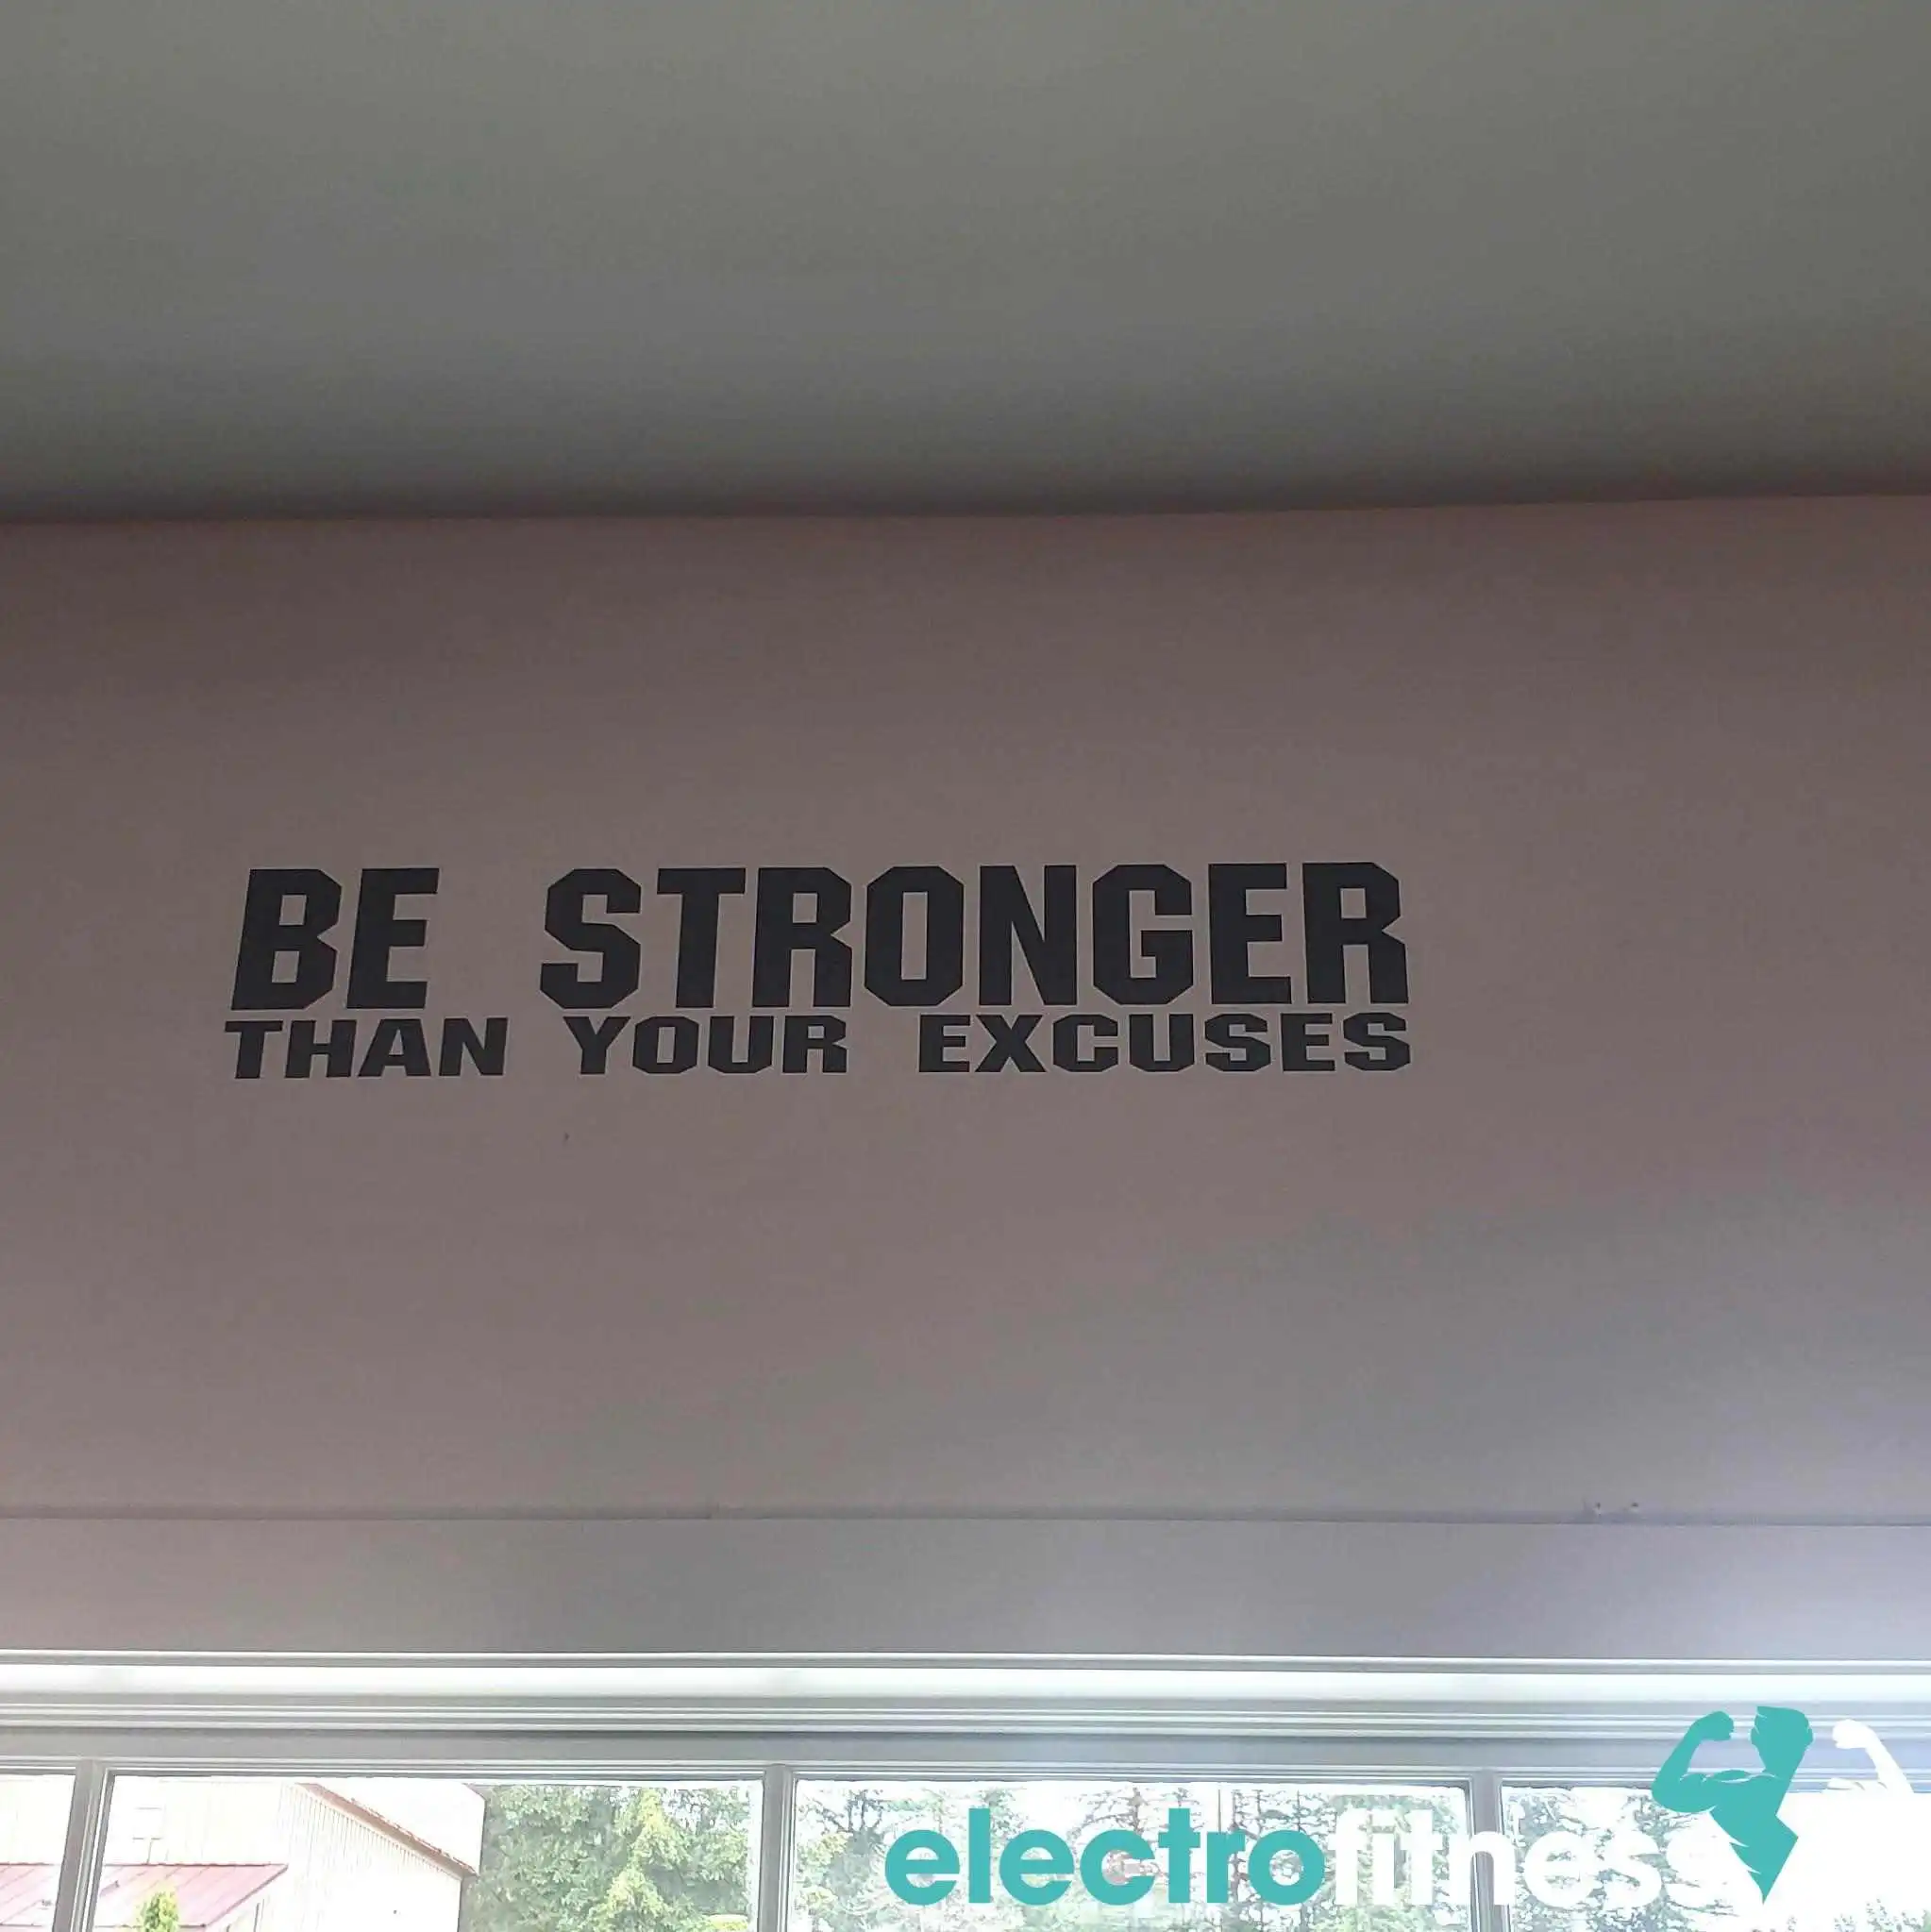 BE STRONGER
THAN YOUR EXCUSES
electrofitness